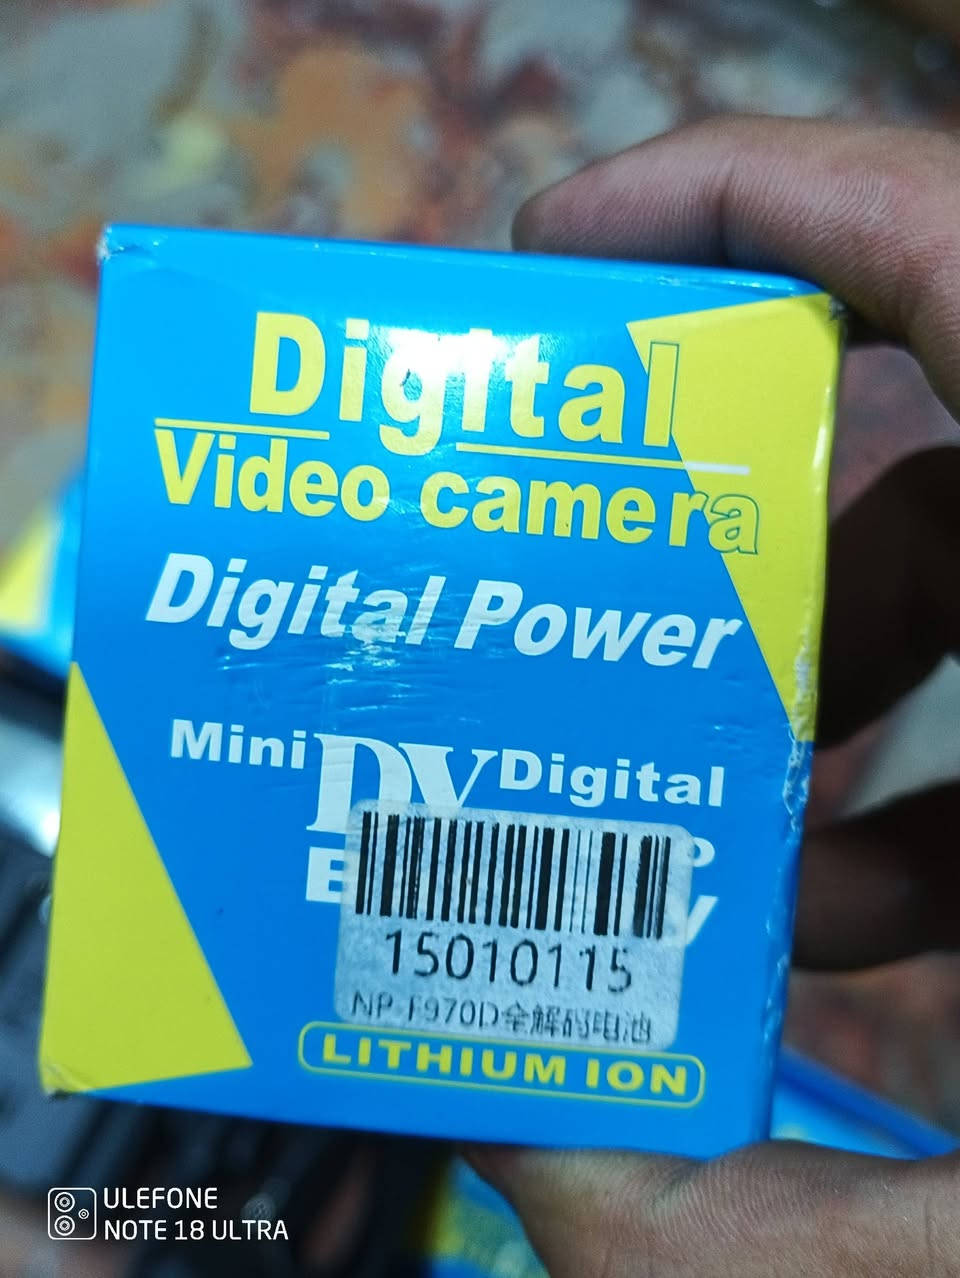 Digital
Video camera
Digital Power
Mini DV Digital
15010115
NP-F970D全解码电池
LITHIUM ION
ULEFONE
NOTE 18 ULTRA